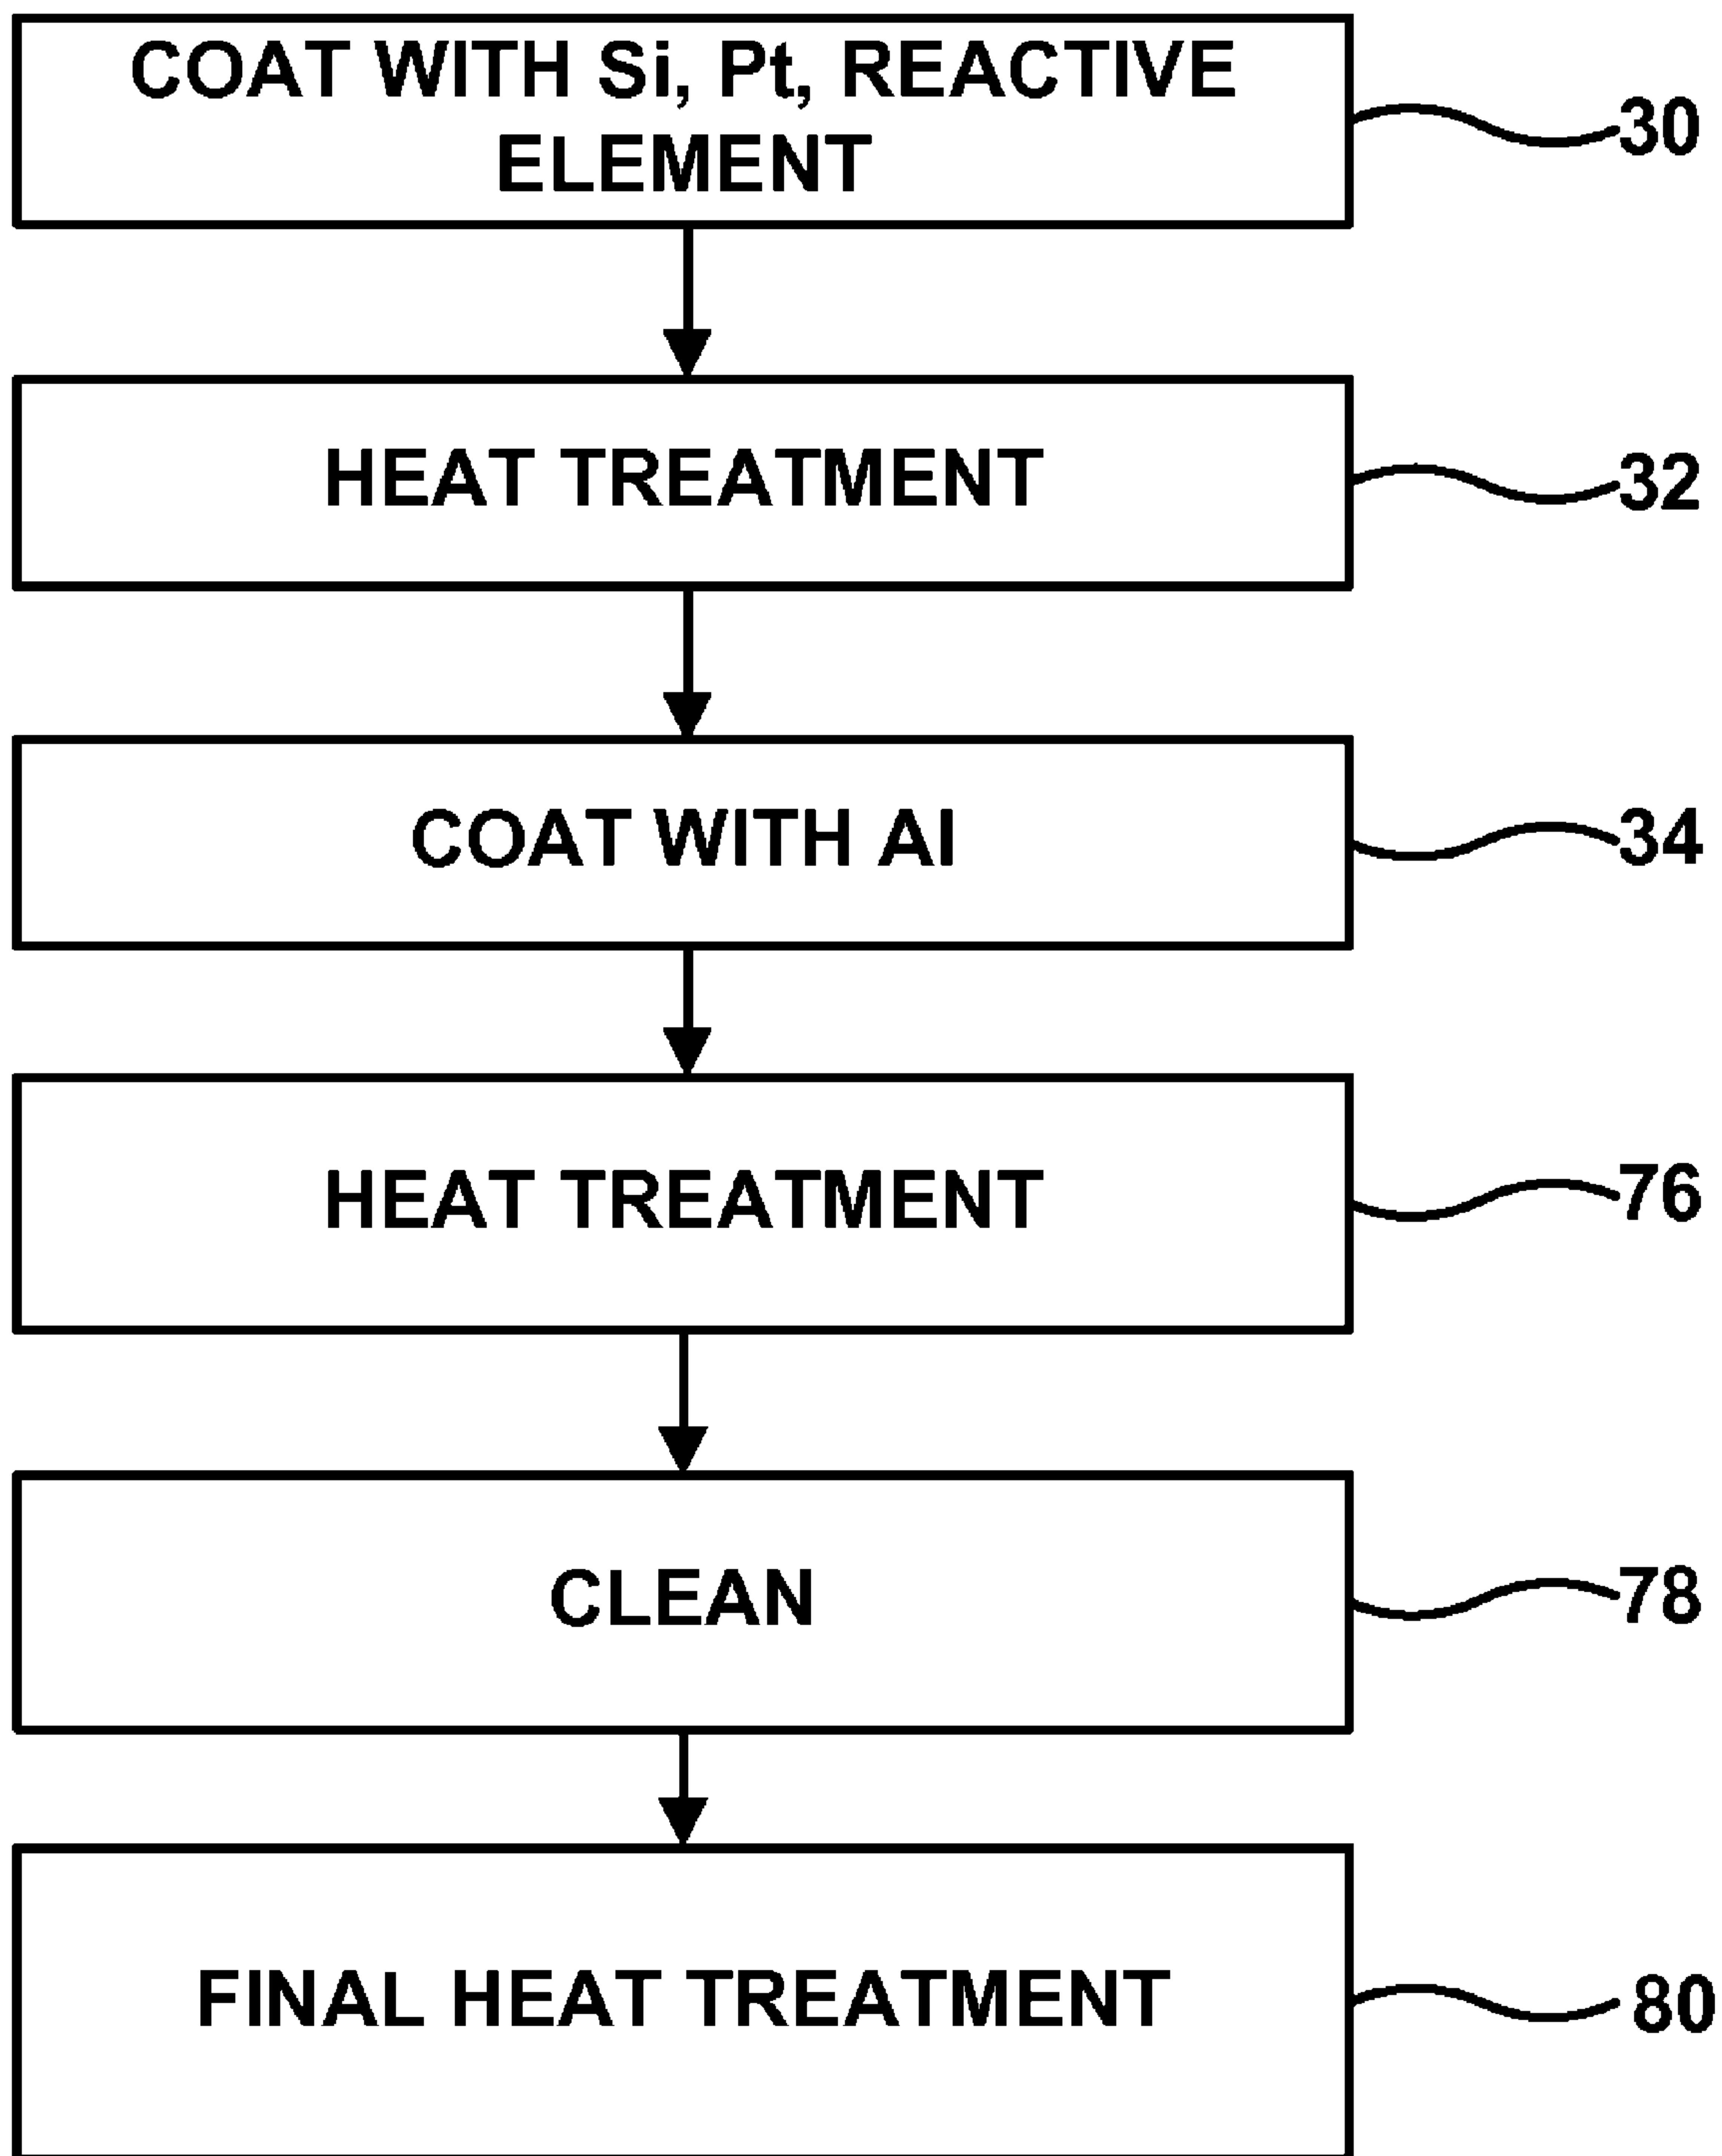 COAT WITH Si, Pt, REACTIVE
ELEMENT
30
HEAT TREATMENT
32
COAT WITH Al
34
HEAT TREATMENT
76
CLEAN
78
FINAL HEAT TREATMENT
80